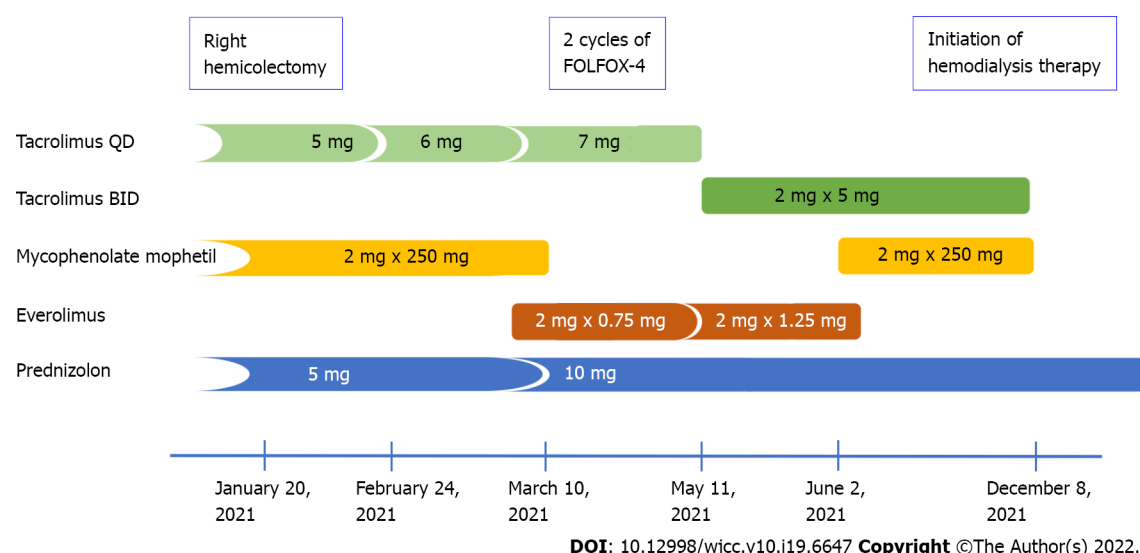 Right
hemicolectomy
2 cycles of
FOLFOX-4
Initiation of
hemodialysis therapy
Tacrolimus QD
5 mg
6 mg
7 mg
Tacrolimus BID
2 mg x 5 mg
Mycophenolate mophetil
2 mg x 250 mg
2 mg x 250 mg
Everolimus
2 mg x 0.75 mg
2 mg x 1.25 mg
Prednizolon
5 mg
10 mg
January 20,
2021
February 24,
2021
March 10,
2021
May 11,
2021
June 2,
2021
December 8,
2021
DOI: 10.12998/wjcc.v10.i19.6647 Copyright ©The Author(s) 2022.